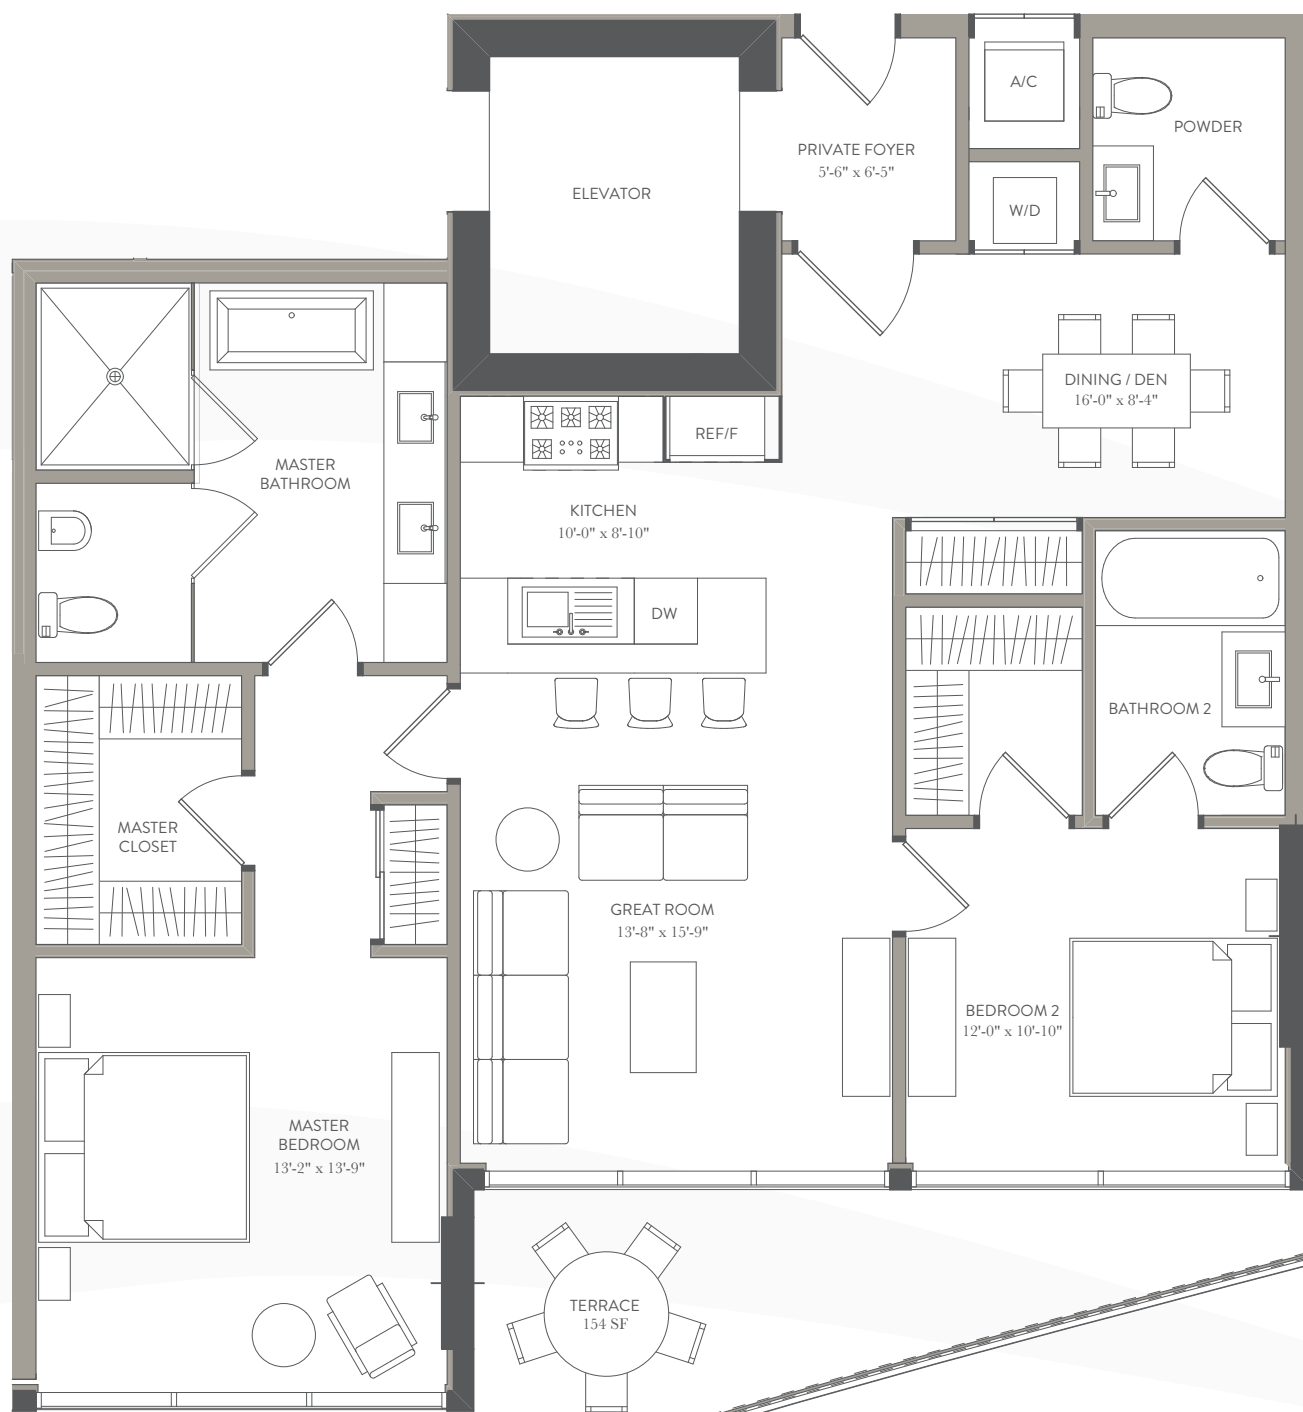 A/C
POWDER
PRIVATE FOYER
5'-6" x 6'-5"
ELEVATOR
W/D
DINING / DEN
16'-0" x 8'-4"
REF/F
MASTER
BATHROOM
KITCHEN
10'-0" x 8'-10"
DW
BATHROOM 2
MASTER
CLOSET
GREAT ROOM
13'-8" x 15'-9"
BEDROOM 2
12'-0" x 10'-10"
MASTER
BEDROOM
13'-2" x 13'-9"
TERRACE
154 SF